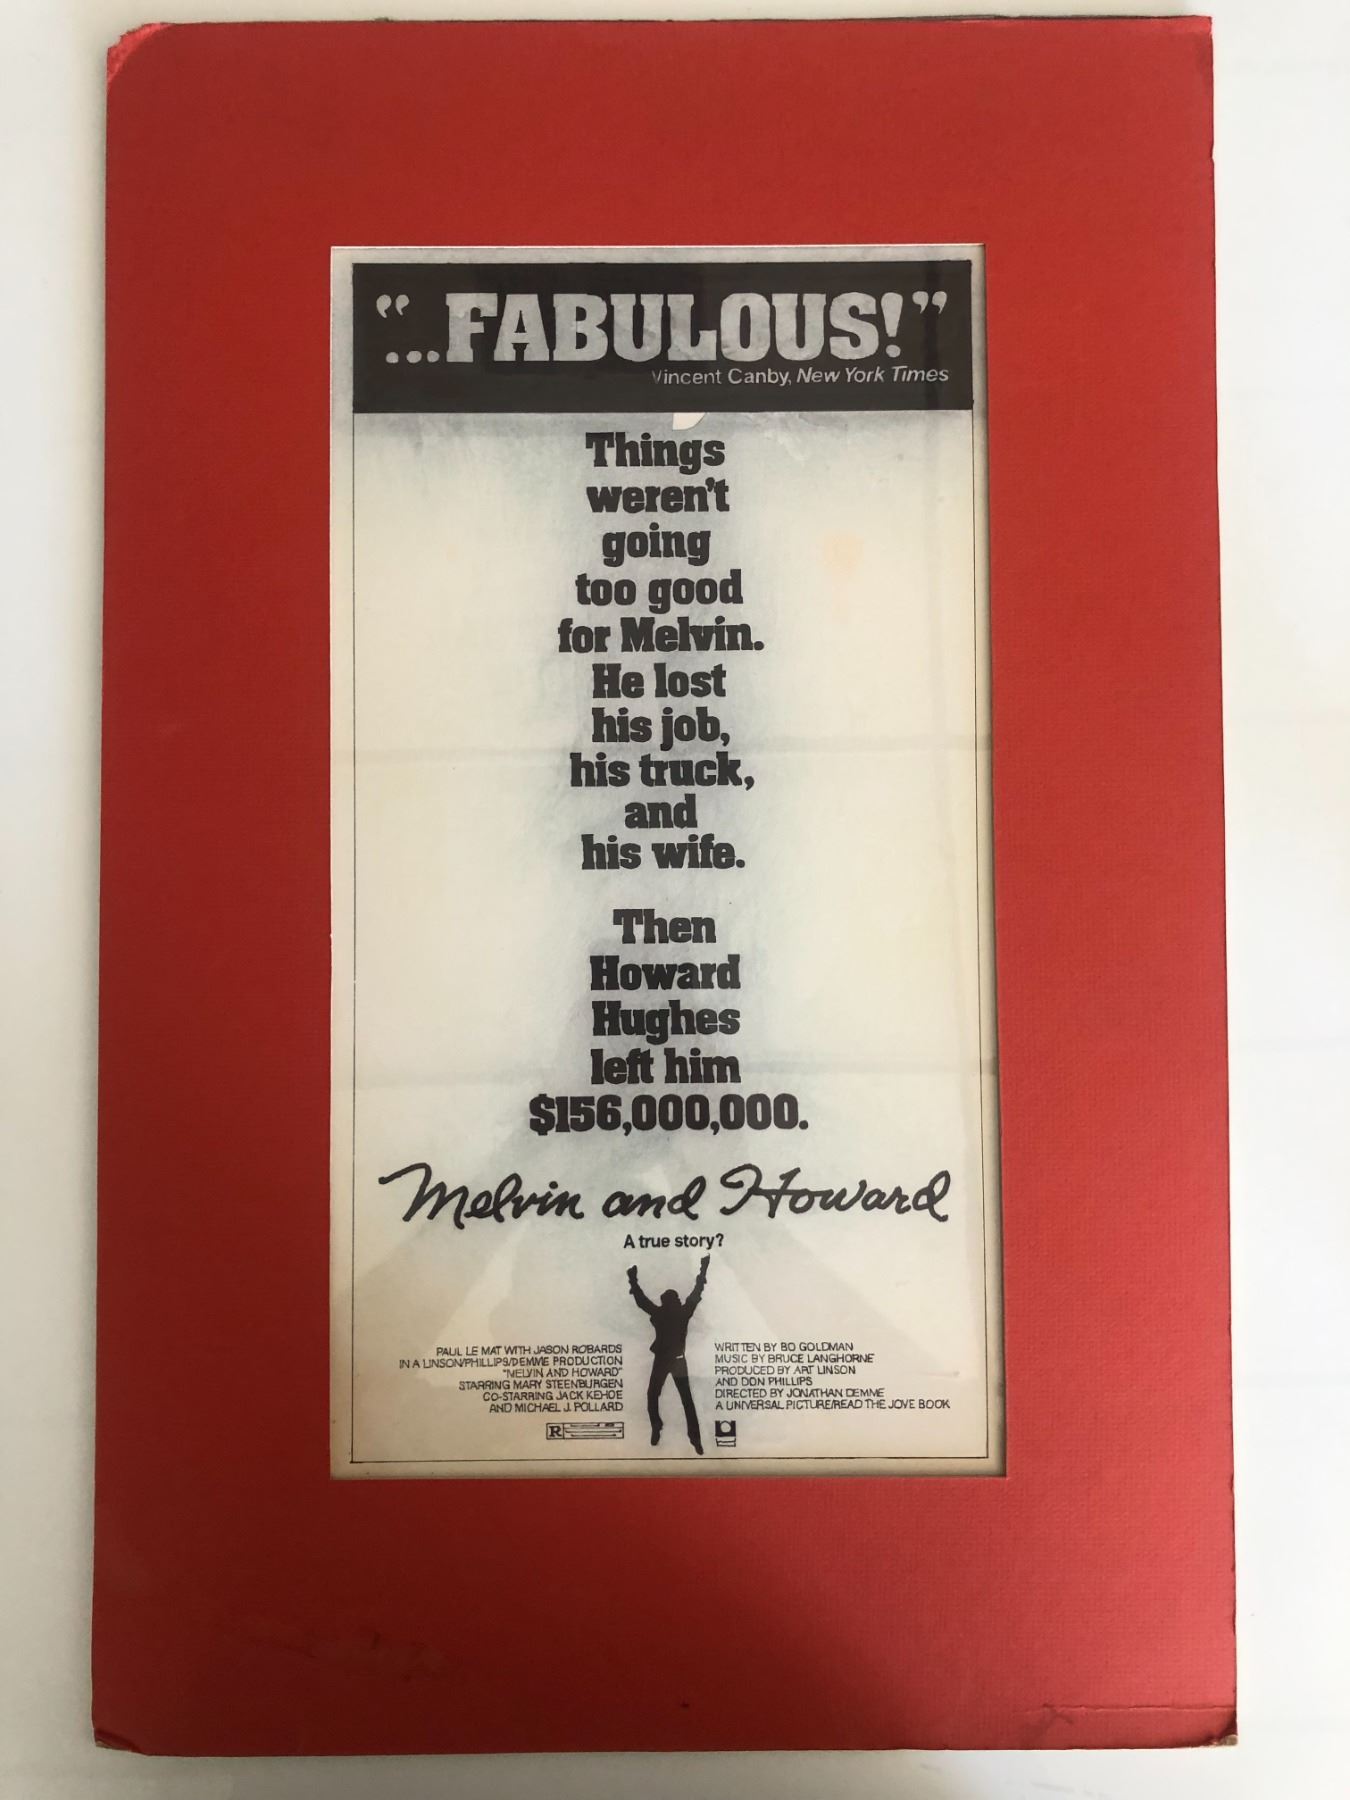 “...FABULOUS!”
Vincent Canby, New York Times
Things
weren't
going
too good
for Melvin.
He lost
his job,
his truck,
and
his wife.
Then
Howard
Hughes
left him
$156,000,000.
Melvin and Howard
A true story?
PAUL LE MAT WITH JASON ROBARDS
IN A LINSON/PHILLIPS/DEMME PRODUCTION
"MELVIN AND HOWARD"
STARRING MARY STEENBURGEN
CO-STARRING JACK KEHOE
AND MICHAEL J. POLLARD
R
WRITTEN BY BO GOLDMAN
MUSIC BY BRUCE LANGHORNE
PRODUCED BY ART LINSON
AND DON PHILLIPS
DIRECTED BY JONATHAN DEMME
A UNIVERSAL PICTURE/READ THE JOVE BOOK